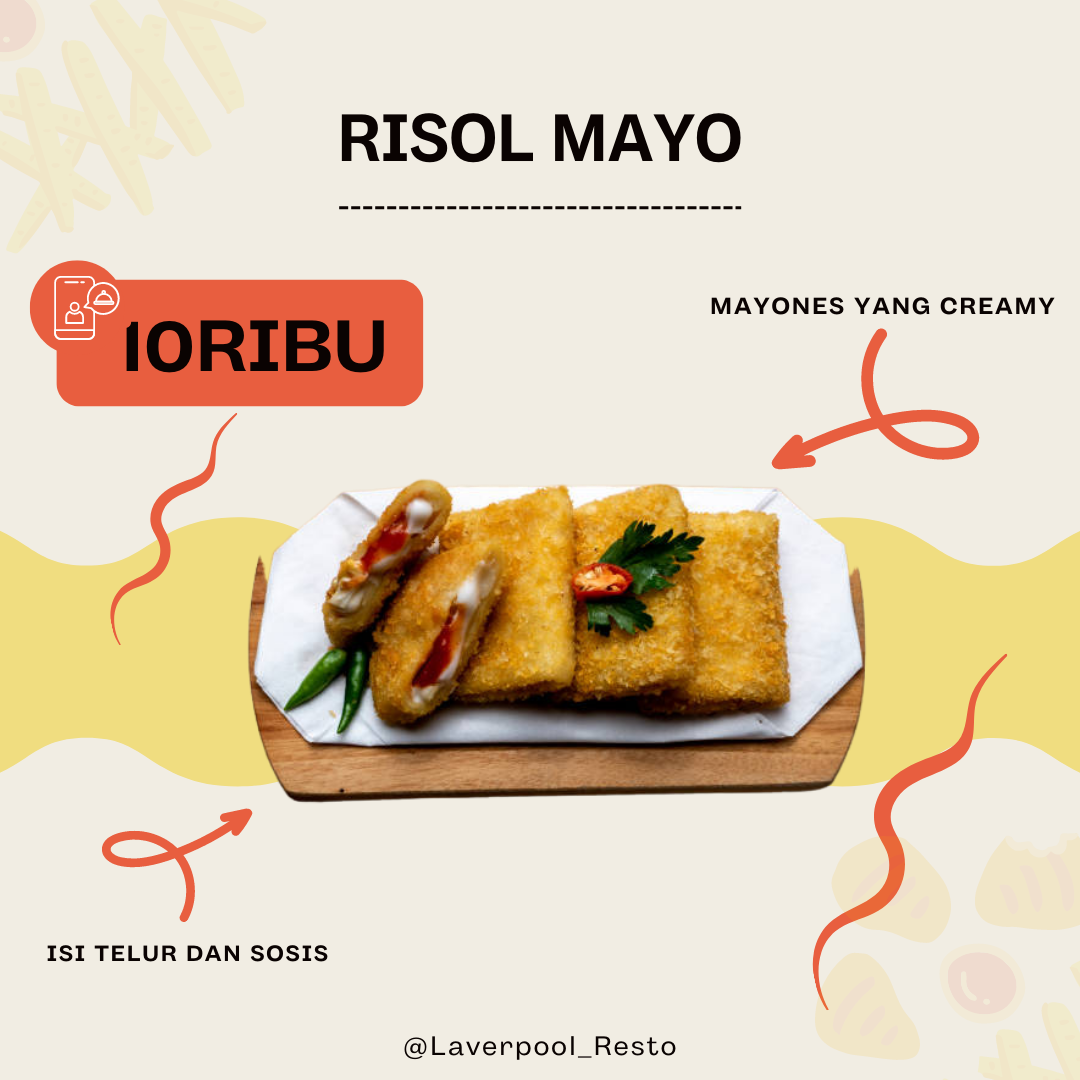 RISOL MAYO
10RIBU
MAYONES YANG CREAMY
ISI TELUR DAN SOSIS
@Laverpool_Resto